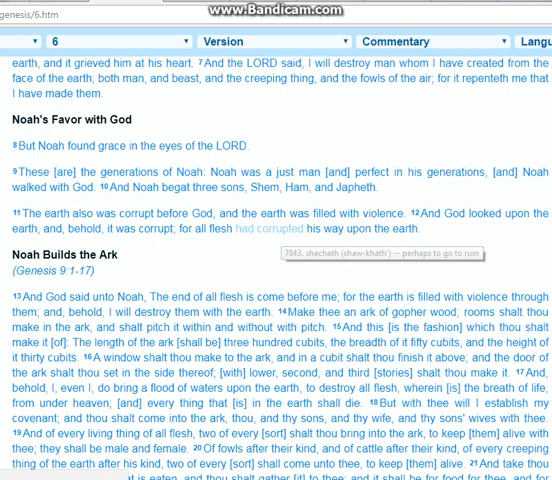 www.Bandicam.com
genesis/6.htm
6 Version Commentary Langu
earth, and it grieved him at his heart. 7And the LORD said, I will destroy man whom I have created from the
face of the earth; both man, and beast, and the creeping thing, and the fowls of the air; for it repenteth me that
I have made them.
Noah's Favor with God
8But Noah found grace in the eyes of the LORD.
9These [are] the generations of Noah: Noah was a just man [and] perfect in his generations, [and] Noah
walked with God. 10And Noah begat three sons, Shem, Ham, and Japheth.
11The earth also was corrupt before God, and the earth was filled with violence. 12And God looked upon the
earth, and, behold, it was corrupt; for all flesh had corrupted his way upon the earth.
7843. shachath (shaw-khath') -- perhaps to go to ruin
Noah Builds the Ark
(Genesis 9:1-17)
13And God said unto Noah, The end of all flesh is come before me; for the earth is filled with violence through
them; and, behold, I will destroy them with the earth. 14Make thee an ark of gopher wood; rooms shalt thou
make in the ark, and shalt pitch it within and without with pitch. 15And this [is the fashion] which thou shalt
make it [of]: The length of the ark [shall be] three hundred cubits, the breadth of it fifty cubits, and the height of
it thirty cubits. 16A window shalt thou make to the ark, and in a cubit shalt thou finish it above; and the door of
the ark shalt thou set in the side thereof; [with] lower, second, and third [stories] shalt thou make it. 17And,
behold, I, even I, do bring a flood of waters upon the earth, to destroy all flesh, wherein [is] the breath of life,
from under heaven; [and] every thing that [is] in the earth shall die. 18But with thee will I establish my
covenant; and thou shalt come into the ark, thou, and thy sons, and thy wife, and thy sons' wives with thee.
19And of every living thing of all flesh, two of every [sort] shalt thou bring into the ark, to keep [them] alive with
thee; they shall be male and female. 20Of fowls after their kind, and of cattle after their kind, of every creeping
thing of the earth after his kind, two of every [sort] shall come unto thee, to keep [them] alive. 21And take thou
at is eaten, and thou shalt gather [it] to thee; and it shall be for food for thee, and for